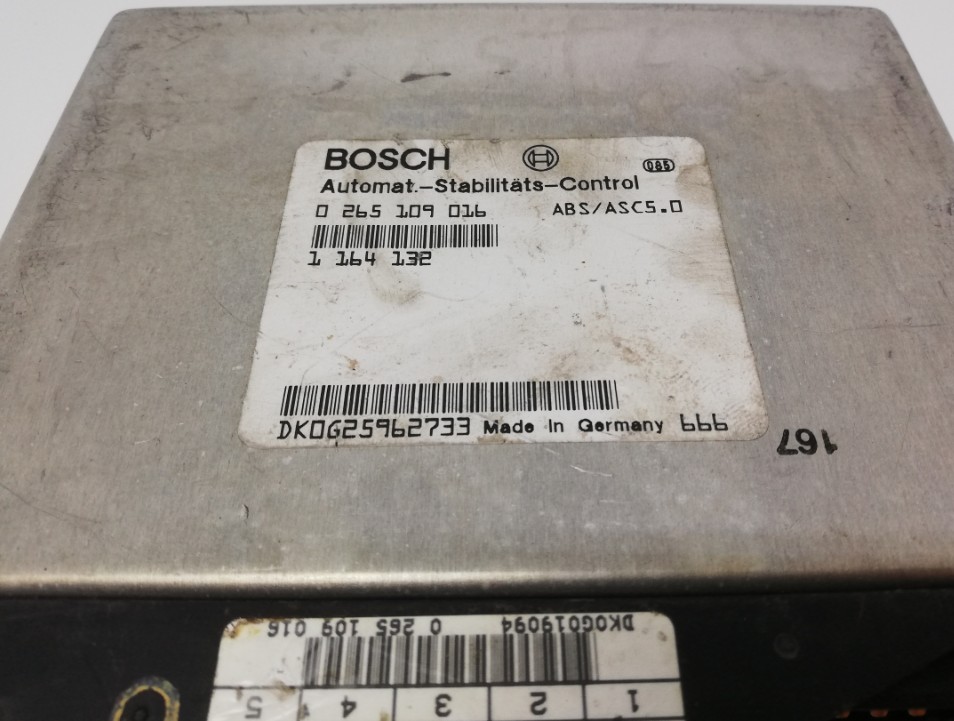 BOSCH 085
Automat.-Stabilitäts-Control
0 265 109 016 ABS/ASC5.0
1 164 132
DK0G25962733 Made In Germany 666
167
DK0G019094 0 265 109 016
1 2 3 4 5